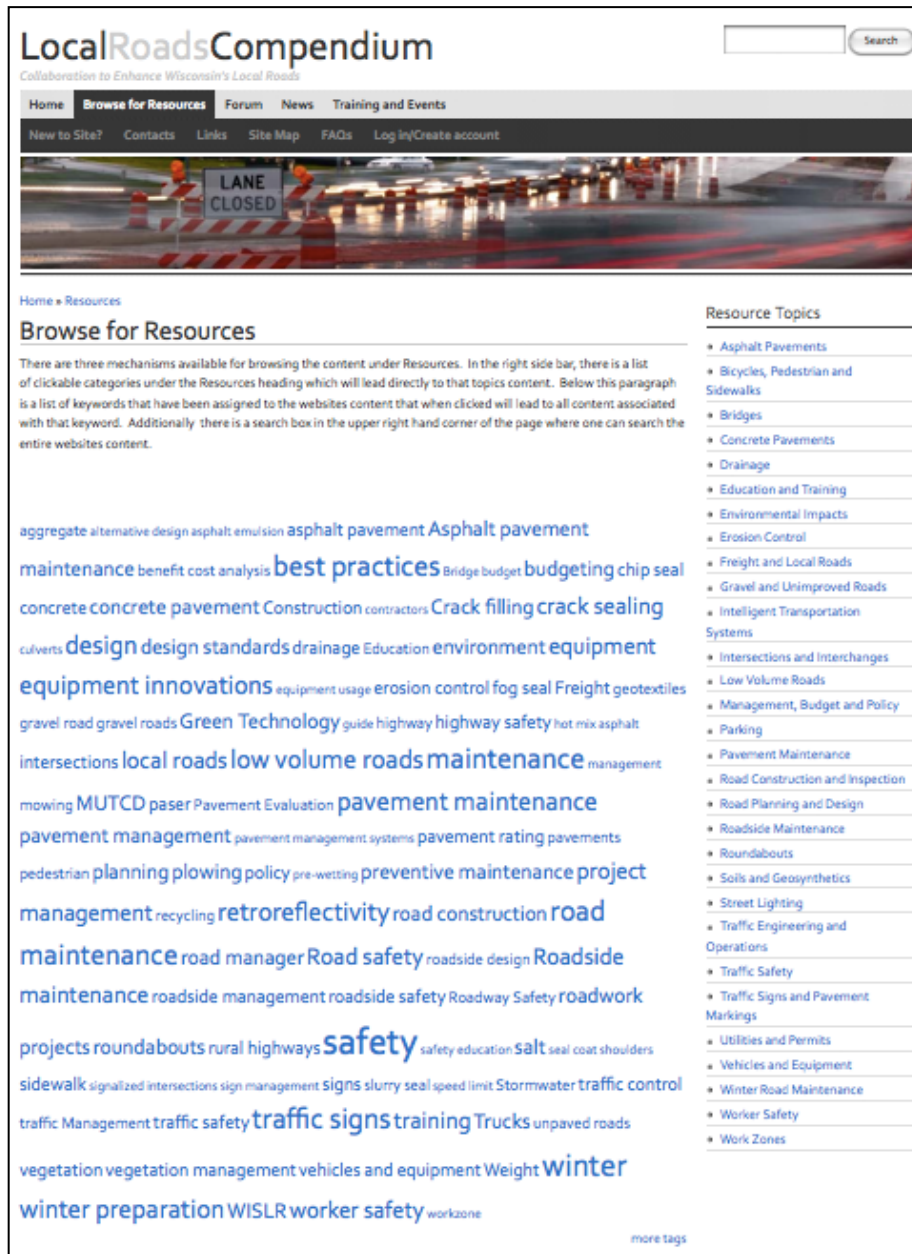 LocalRoadsCompendium
Search
Collaboration to Enhance Wisconsin's Local Roads
Home Browse for Resources Forum News Training and Events
New to Site? Contacts Links Site Map FAQs Log in/Create account
LANE
CLOSED
Home » Resources
Browse for Resources
There are three mechanisms available for browsing the content under Resources. In the right side bar, there is a list
of clickable categories under the Resources heading which will lead directly to that topics content. Below this paragraph
is a list of keywords that have been assigned to the websites content that when clicked will lead to all content associated
with that keyword. Additionally there is a search box in the upper right hand corner of the page where one can search the
entire websites content.
aggregate alternative design asphalt emulsion asphalt pavement Asphalt pavement
maintenance benefit cost analysis best practices Bridge budget budgeting chip seal
concrete concrete pavement Construction contractors Crack filling crack sealing
culverts design design standards drainage Education environment equipment
equipment innovations equipment usage erosion control fog seal Freight geotextiles
gravel road gravel roads Green Technology guide highway highway safety hot mix asphalt
intersections local roads low volume roads maintenance management
mowing MUTCD paser Pavement Evaluation pavement maintenance
pavement management pavement management systems pavement rating pavements
pedestrian planning plowing policy pre-wetting preventive maintenance project
management recycling retroreflectivity road construction road
maintenance road manager Road safety roadside design Roadside
maintenance roadside management roadside safety Roadway Safety roadwork
projects roundabouts rural highways safety safety education salt seal coat shoulders
sidewalk signalized intersections sign management signs slurry seal speed limit Stormwater traffic control
traffic Management traffic safety traffic signs training Trucks unpaved roads
vegetation vegetation management vehicles and equipment Weight winter
winter preparation WISLR worker safety workzone
more tags
Resource Topics
Asphalt Pavements
Bicycles, Pedestrian and
Sidewalks
Bridges
Concrete Pavements
Drainage
Education and Training
Environmental Impacts
Erosion Control
Freight and Local Roads
Gravel and Unimproved Roads
Intelligent Transportation
Systems
Intersections and Interchanges
Low Volume Roads
Management, Budget and Policy
Parking
Pavement Maintenance
Road Construction and Inspection
Road Planning and Design
Roadside Maintenance
Roundabouts
Soils and Geosynthetics
Street Lighting
Traffic Engineering and
Operations
Traffic Safety
Traffic Signs and Pavement
Markings
Utilities and Permits
Vehicles and Equipment
Winter Road Maintenance
Worker Safety
Work Zones